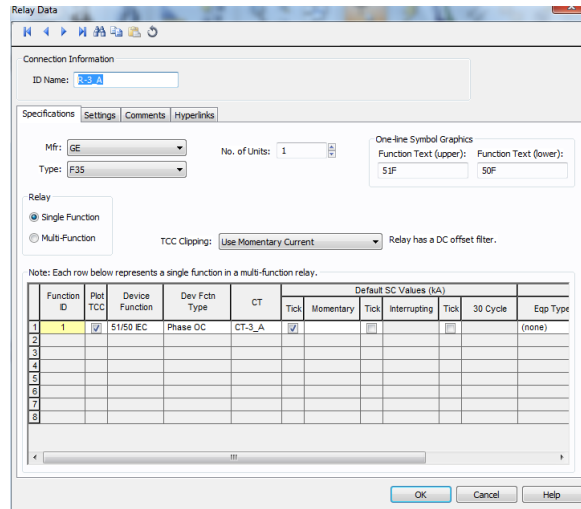 Relay Data
Connection Information
ID Name: R-3_A
Specifications Settings Comments Hyperlinks
Mfr: GE
No. of Units: 1
Type: F35
One-line Symbol Graphics
Function Text (upper): Function Text (lower):
51F 50F
Relay
Single Function
Multi-Function
TCC Clipping: Use Momentary Current Relay has a DC offset filter.
Note: Each row below represents a single function in a multi-function relay.
Function ID Plot TCC Device Function Dev Fctn Type CT Default SC Values (kA)
Tick Momentary Tick Interrupting Tick 30 Cycle Eqp Type
1 1 51/50 IEC Phase OC CT-3_A (none)
2
3
4
5
6
7
8
OK Cancel Help